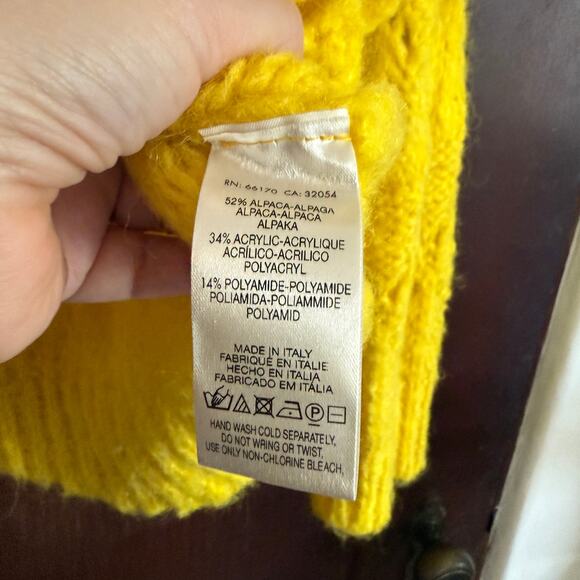 RN: 66170 CA: 32054
52% ALPACA-ALPAGA
ALPACA-ALPACA
ALPAKA
34% ACRYLIC-ACRYLIQUE
ACRÍLICO-ACRILICO
POLYACRYL
14% POLYAMIDE-POLYAMIDE
POLIAMIDA-POLIAMMIDE
POLYAMID
MADE IN ITALY
FABRIQUÉ EN ITALIE
HECHO EN ITALIA
FABRICADO EM ITÁLIA
P
HAND WASH COLD SEPARATELY,
DO NOT WRING OR TWIST.
USE ONLY NON-CHLORINE BLEACH.